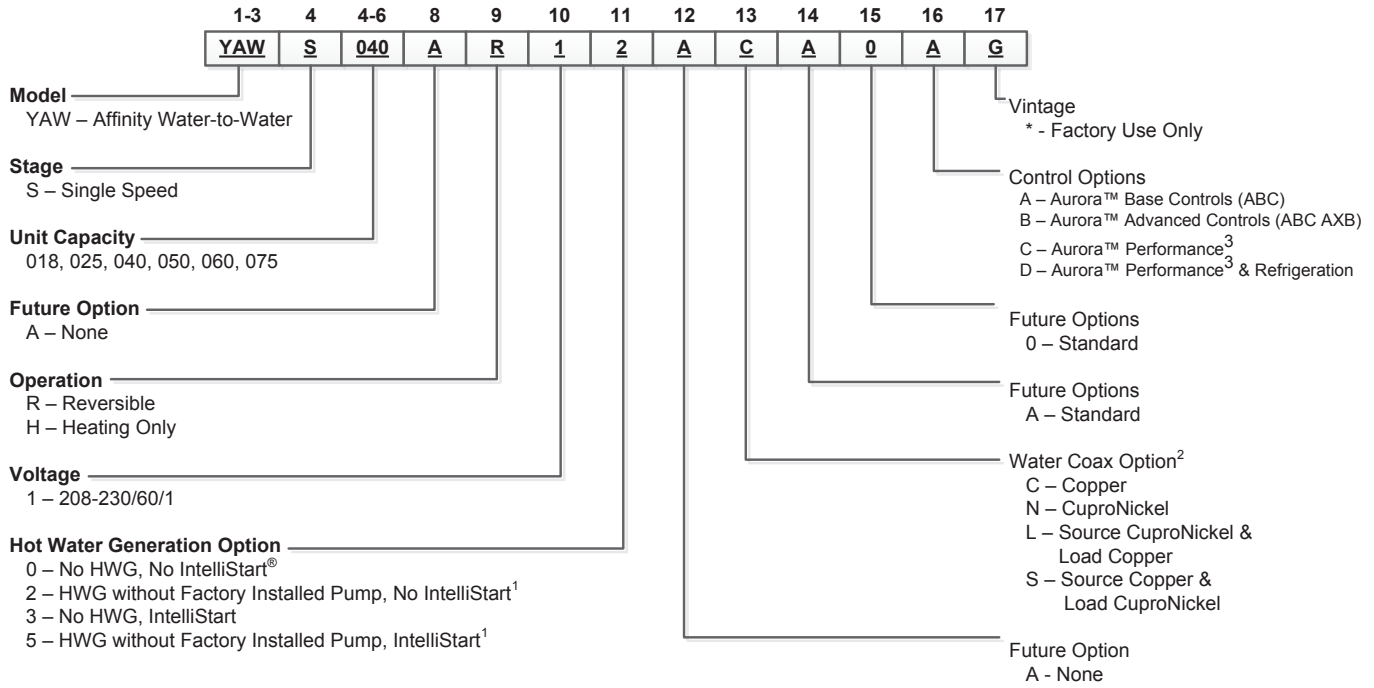 1-3 4 4-6 8 9 10 11 12 13 14 15 16 17
YAW S 040 A R 1 2 A C A 0 A G
Model
YAW – Affinity Water-to-Water
Stage
S – Single Speed
Unit Capacity
018, 025, 040, 050, 060, 075
Future Option
A – None
Operation
R – Reversible
H – Heating Only
Voltage
1 – 208-230/60/1
Hot Water Generation Option
0 – No HWG, No IntelliStart®
2 – HWG without Factory Installed Pump, No IntelliStart1
3 – No HWG, IntelliStart
5 – HWG without Factory Installed Pump, IntelliStart1
Vintage
* - Factory Use Only
Control Options
A – Aurora™ Base Controls (ABC)
B – Aurora™ Advanced Controls (ABC AXB)
C – Aurora™ Performance3
D – Aurora™ Performance3 & Refrigeration
Future Options
0 – Standard
Future Options
A – Standard
Water Coax Option2
C – Copper
N – CuproNickel
L – Source CuproNickel &
Load Copper
S – Source Copper &
Load CuproNickel
Future Option
A - None